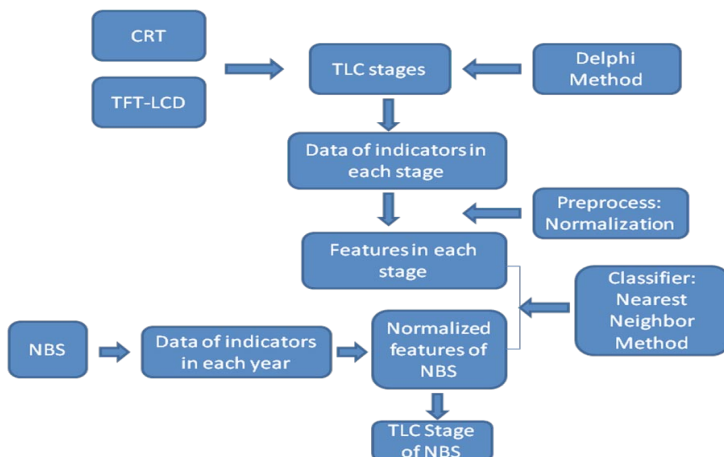 CRT
TFT-LCD
TLC stages
Delphi
Method
Data of indicators in
each stage
Preprocess:
Normalization
Features in each
stage
Classifier:
Nearest
Neighbor
Method
NBS
Data of indicators
in each year
Normalized
features of
NBS
TLC Stage
of NBS